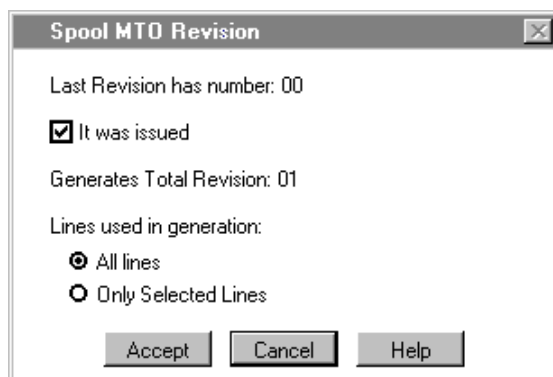 Spool MTO Revision
Last Revision has number: 00
It was issued
Generates Total Revision: 01
Lines used in generation:
All lines
Only Selected Lines
Accept Cancel Help